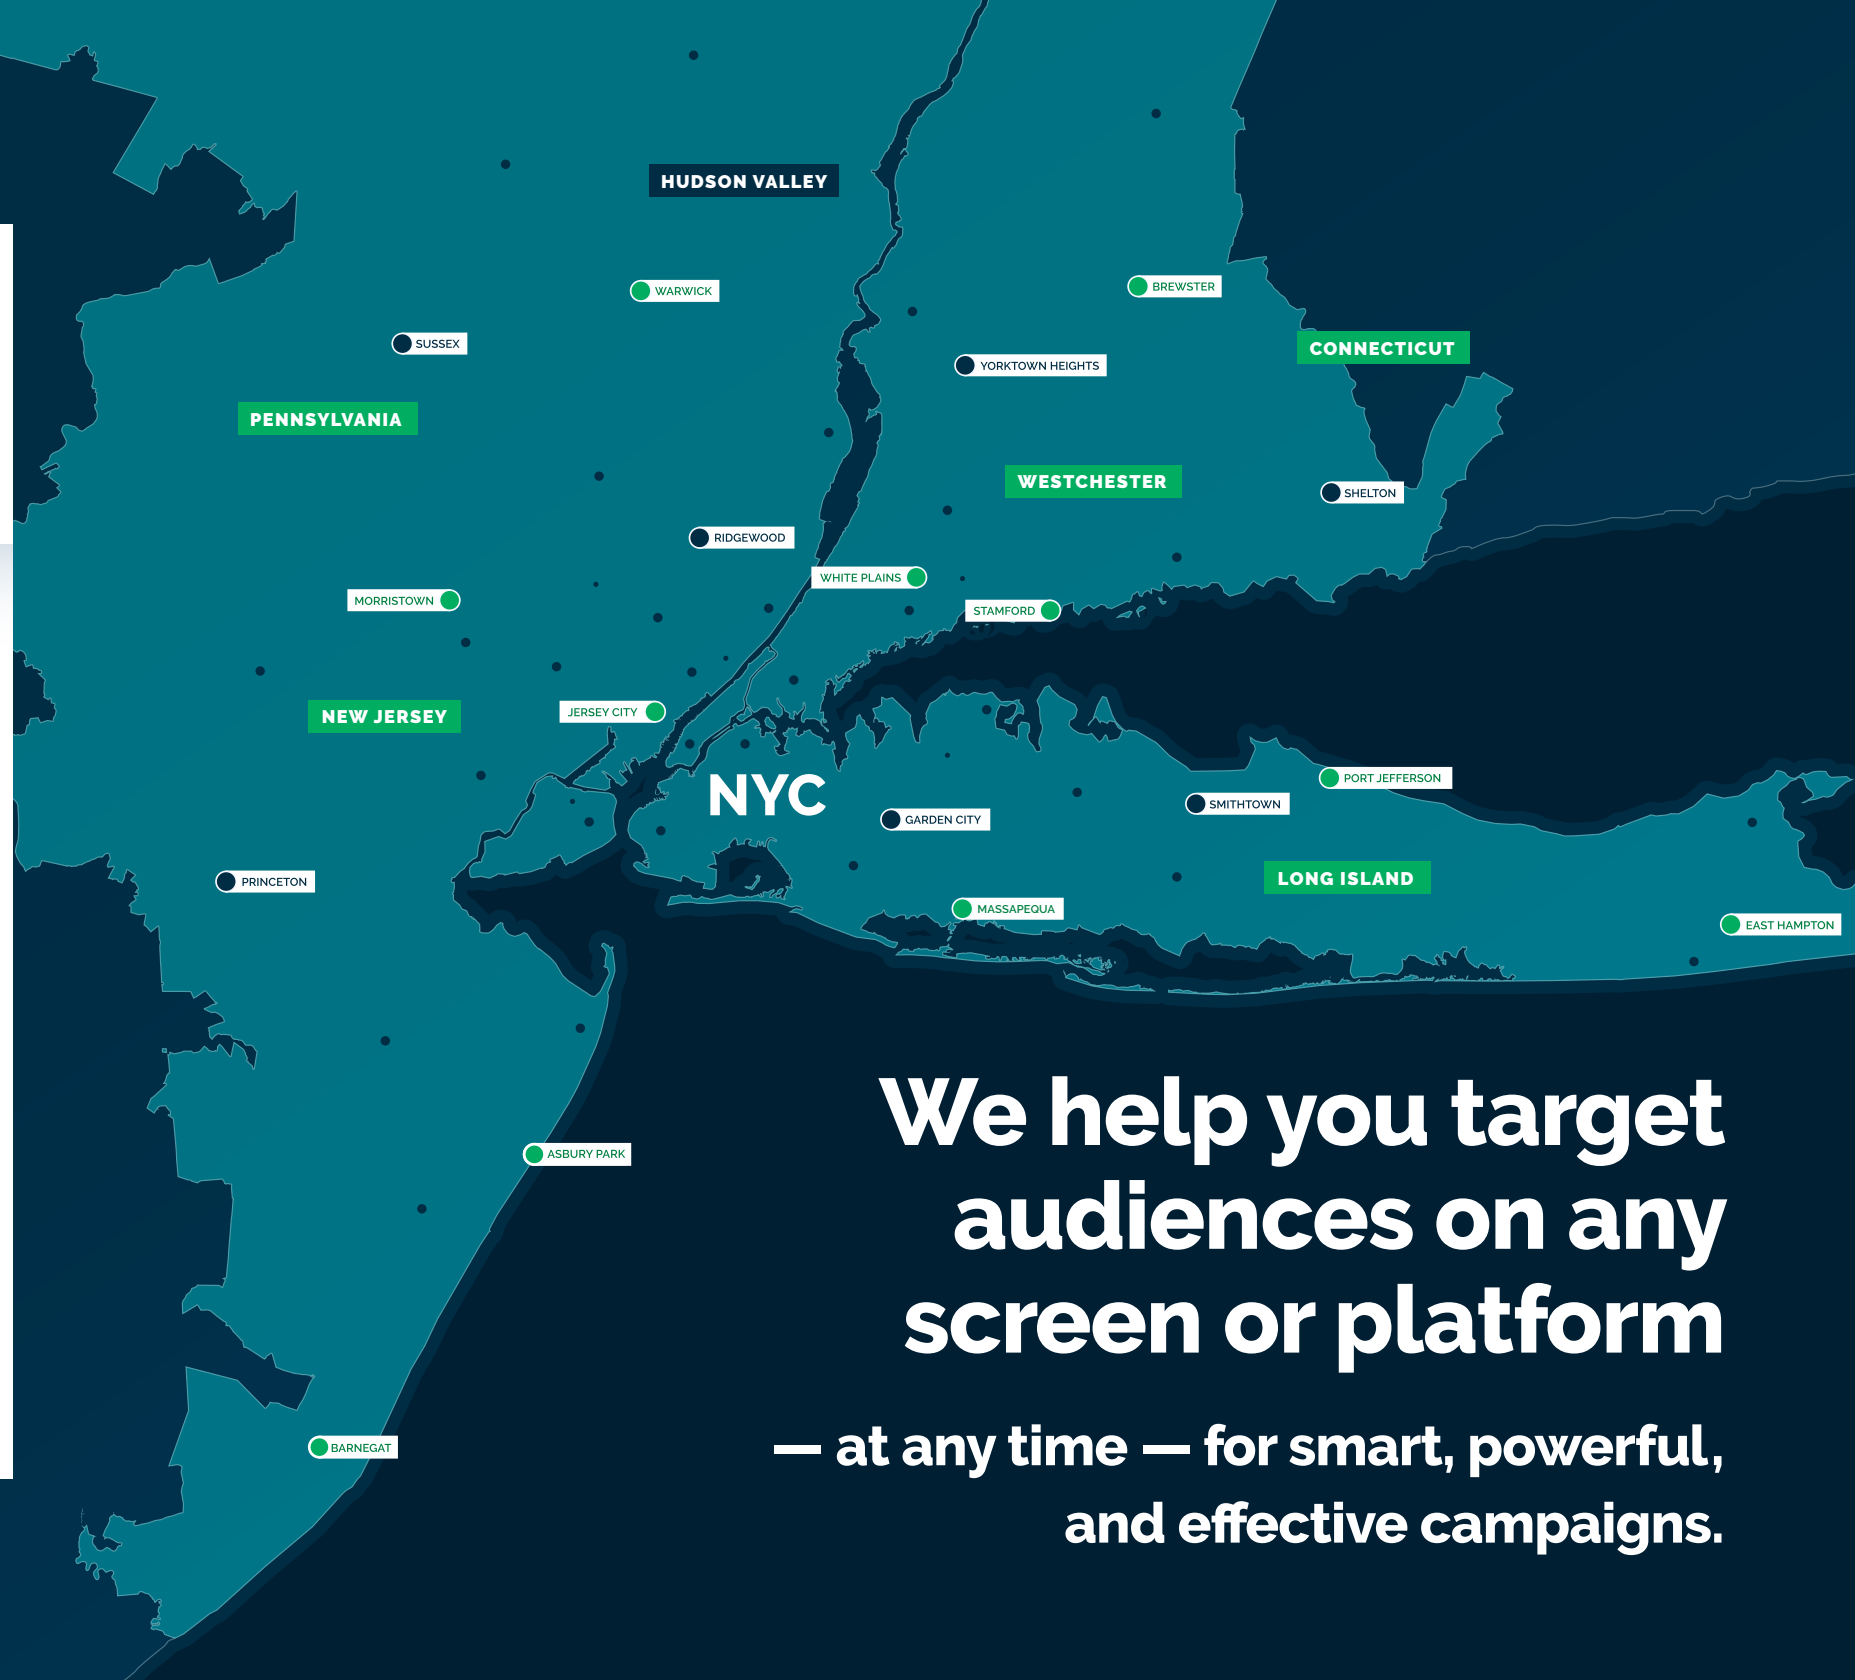 HUDSON VALLEY
BREWSTER
WARWICK
SUSSEX
CONNECTICUT
YORKTOWN HEIGHTS
PENNSYLVANIA
WESTCHESTER
SHELTON
RIDGEWOOD
WHITE PLAINS
MORRISTOWN
STAMFORD
JERSEY CITY
NEW JERSEY
PORT JEFFERSON
NYC
SMITHTOWN
GARDEN CITY
LONG ISLAND
PRINCETON
MASSAPEQUA
EAST HAMPTON
We help you target
audiences on any
screen or platform
ASBURY PARK
— at any time — for smart, powerful,
and effective campaigns.
BARNEGAT